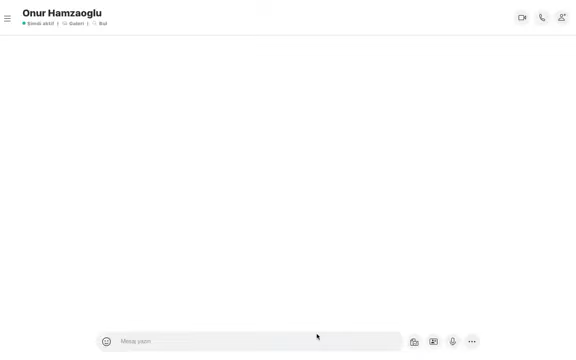 Onur Hamzaoglu
Şimdi aktif | Galeri | Bul
Mesaj yazın